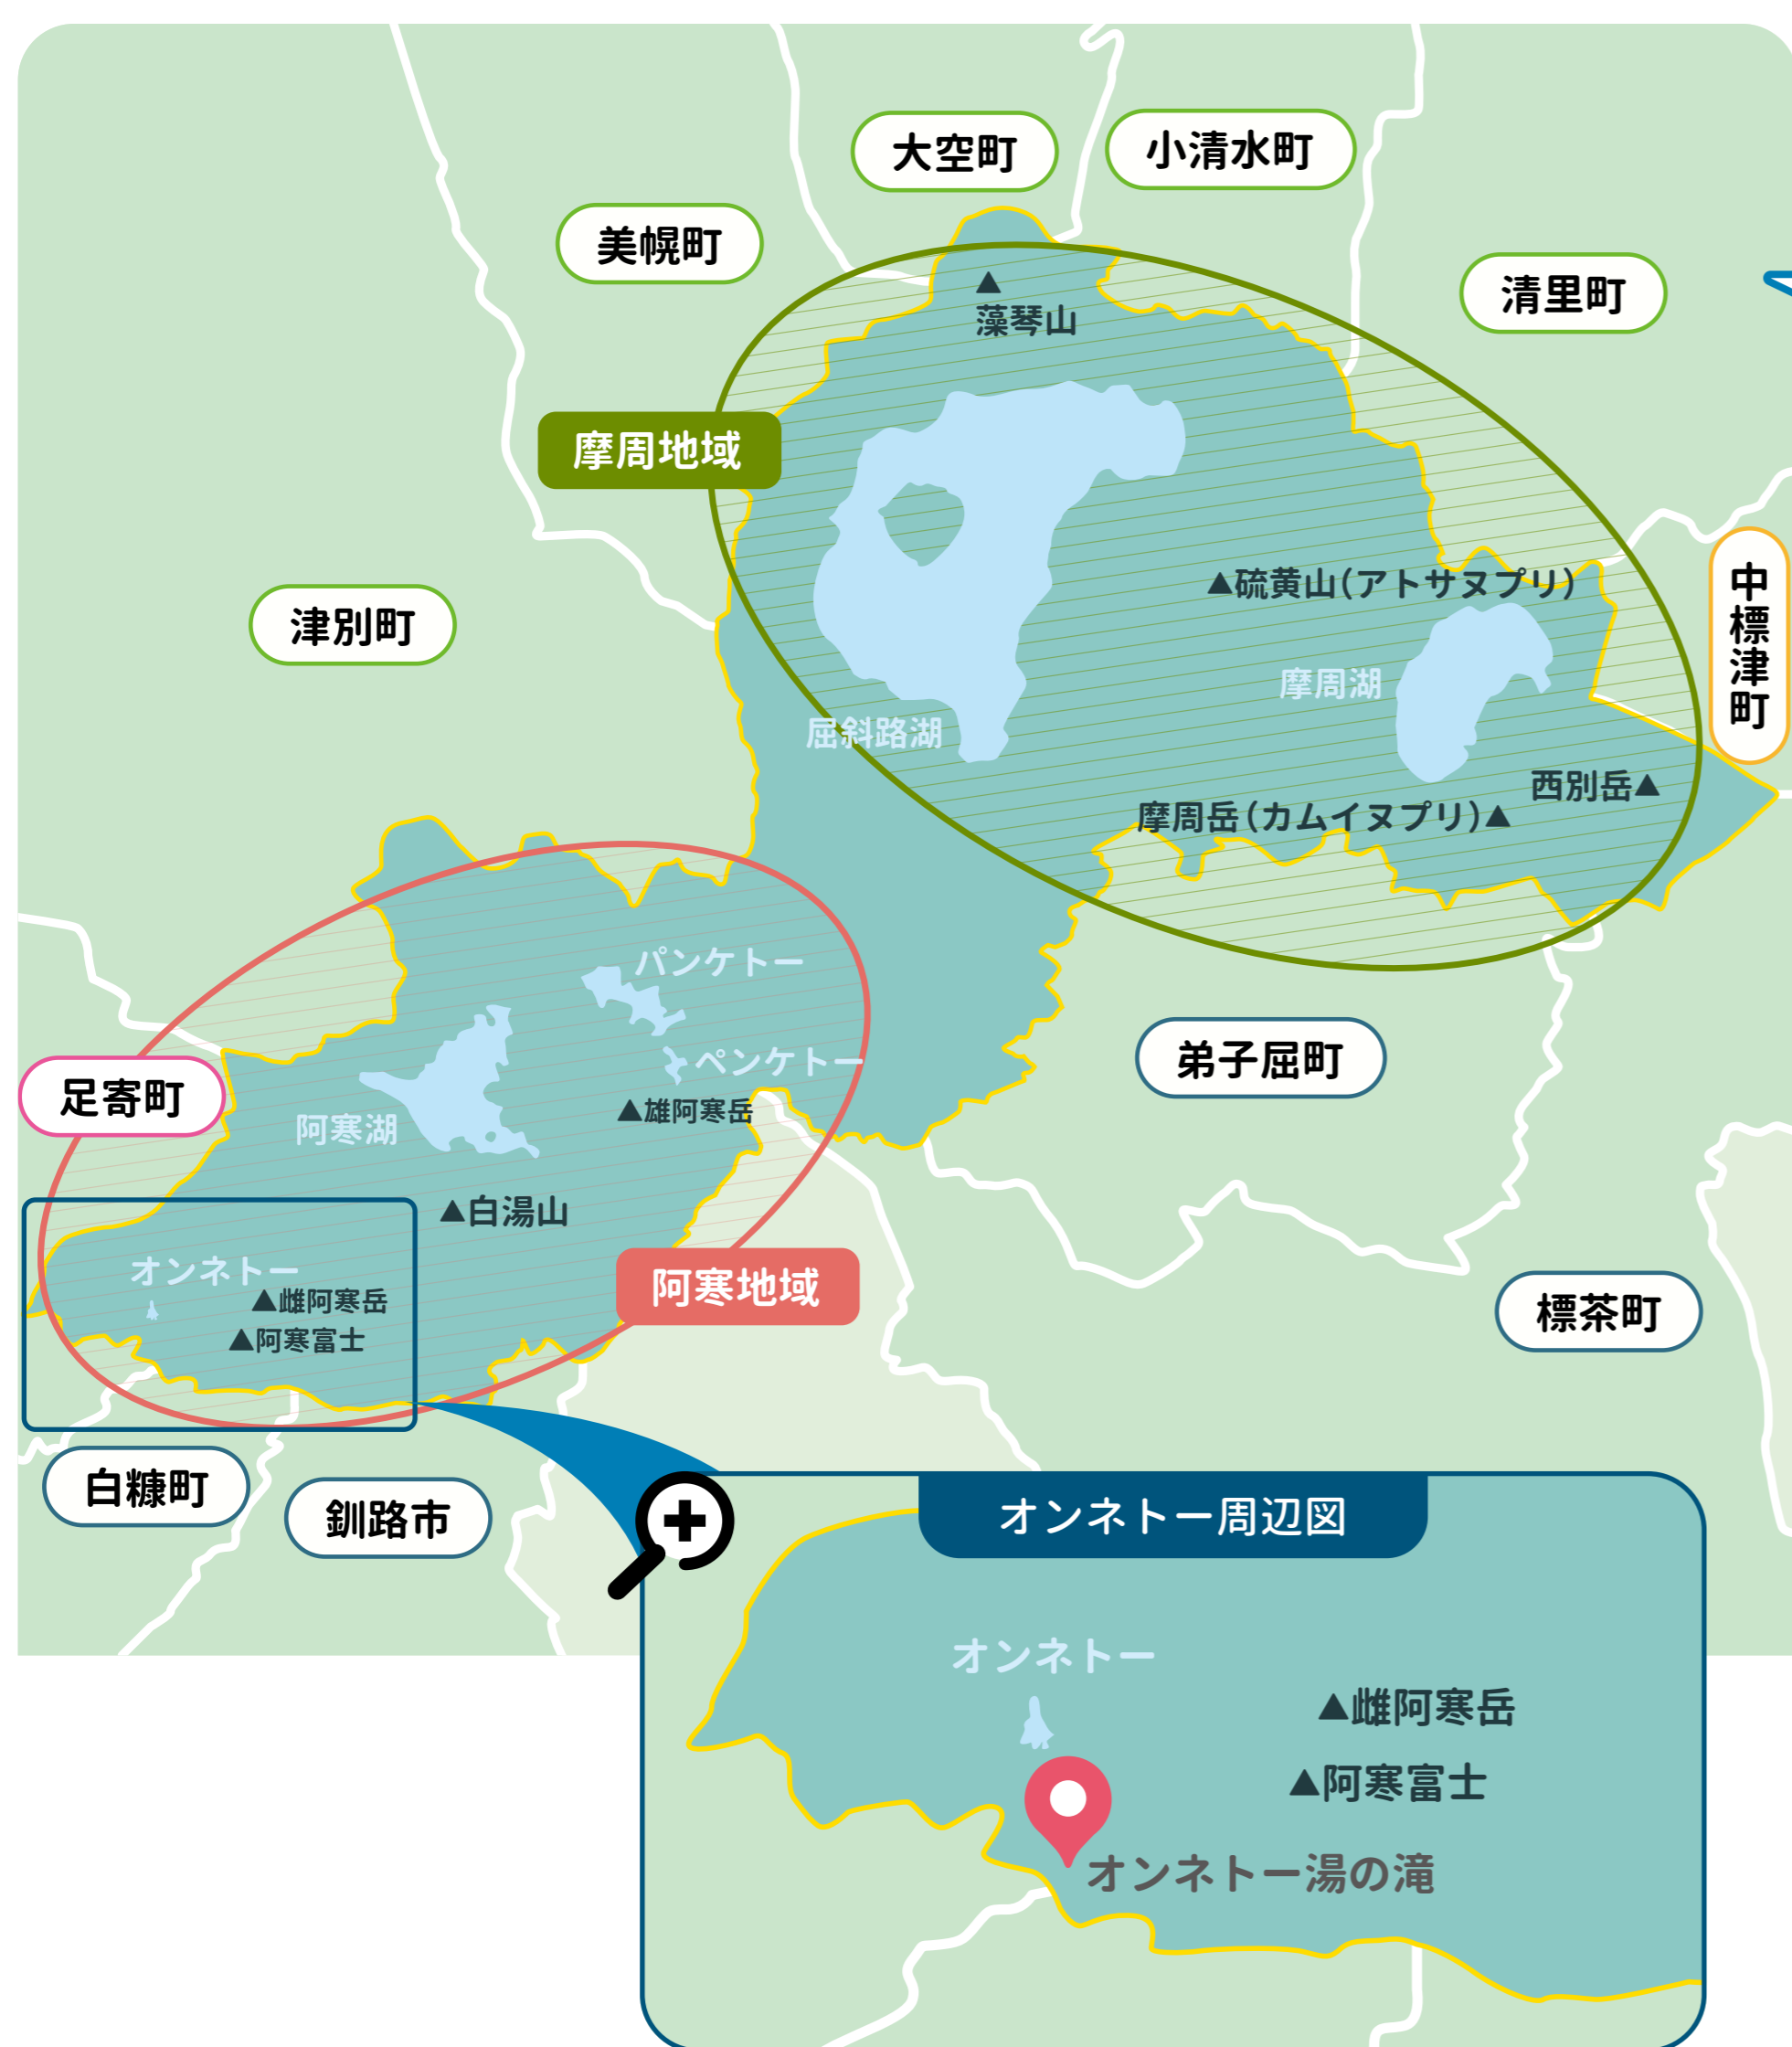 大空町
小清水町
美幌町
清里町
▲
藻琴山
摩周地域
▲硫黄山(アトサヌプリ)
中標津町
津別町
摩周湖
屈斜路湖
西別岳▲
摩周岳(カムイヌプリ)▲
パンケトー
ペンケトー
弟子屈町
足寄町
▲雄阿寒岳
阿寒湖
▲白湯山
オンネトー
阿寒地域
▲雌阿寒岳
▲阿寒富士
標茶町
白糠町
釧路市
オンネトー周辺図
オンネトー
▲雌阿寒岳
▲阿寒富士
オンネトー湯の滝